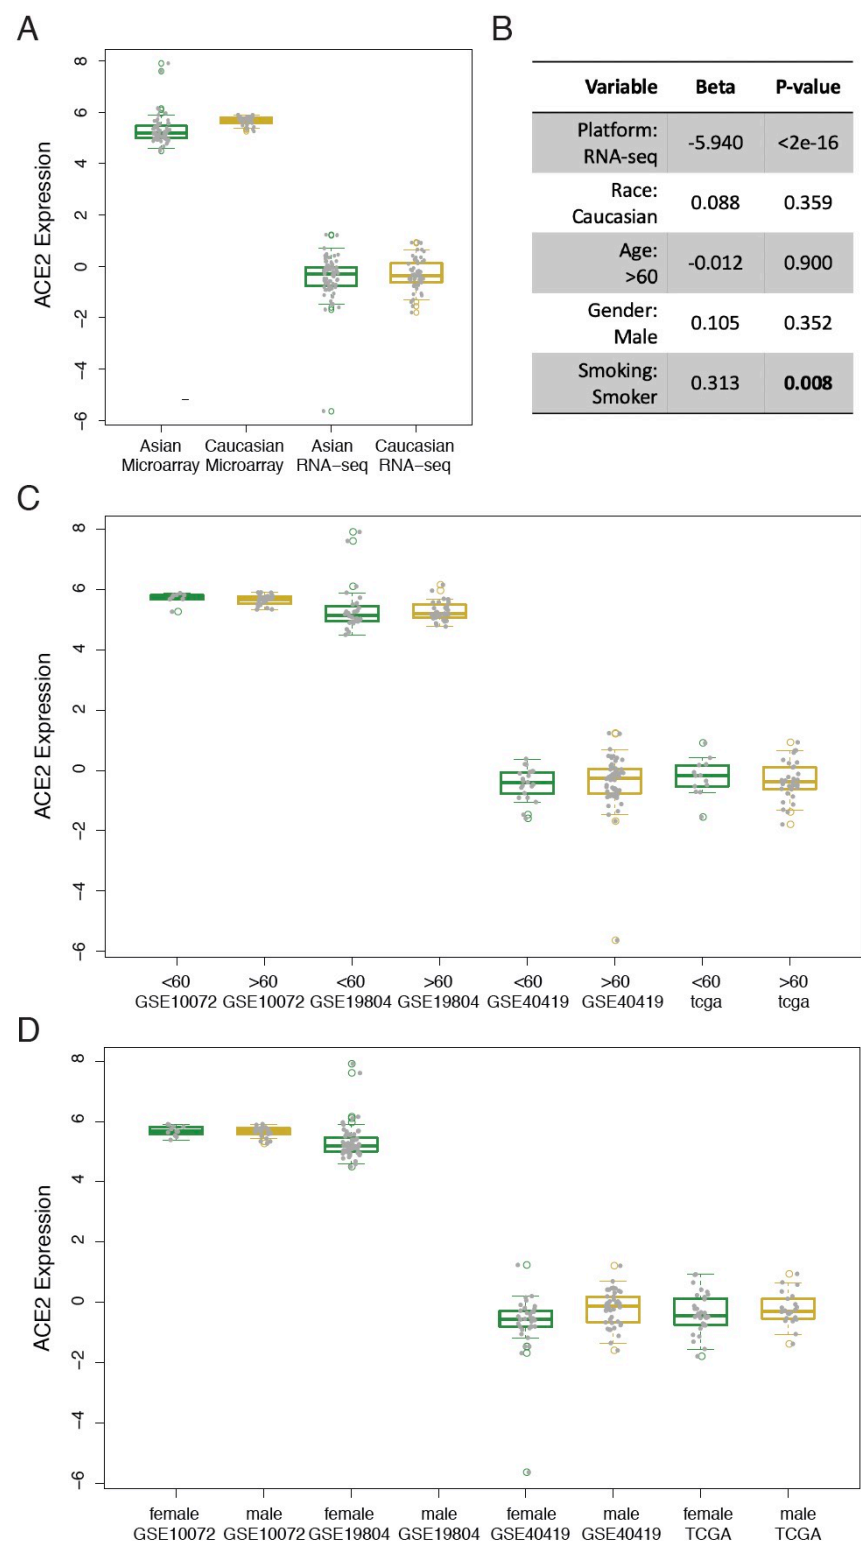 A
B
8
6
4
2
0
−2
−4
−6
ACE2 Expression
Asian Caucasian Asian Caucasian
Microarray Microarray RNA−seq RNA−seq
Variable Beta P-value
Platform:
RNA-seq -5.940 <2e-16
Race:
Caucasian 0.088 0.359
Age:
>60 -0.012 0.900
Gender:
Male 0.105 0.352
Smoking:
Smoker 0.313 0.008
C
8
6
4
2
0
−2
−4
−6
ACE2 Expression
<60 >60 <60 >60 <60 >60 <60 >60
GSE10072 GSE10072 GSE19804 GSE19804 GSE40419 GSE40419 tcga tcga
D
8
6
4
2
0
−2
−4
−6
ACE2 Expression
female male female male female male female male
GSE10072 GSE10072 GSE19804 GSE19804 GSE40419 GSE40419 TCGA TCGA